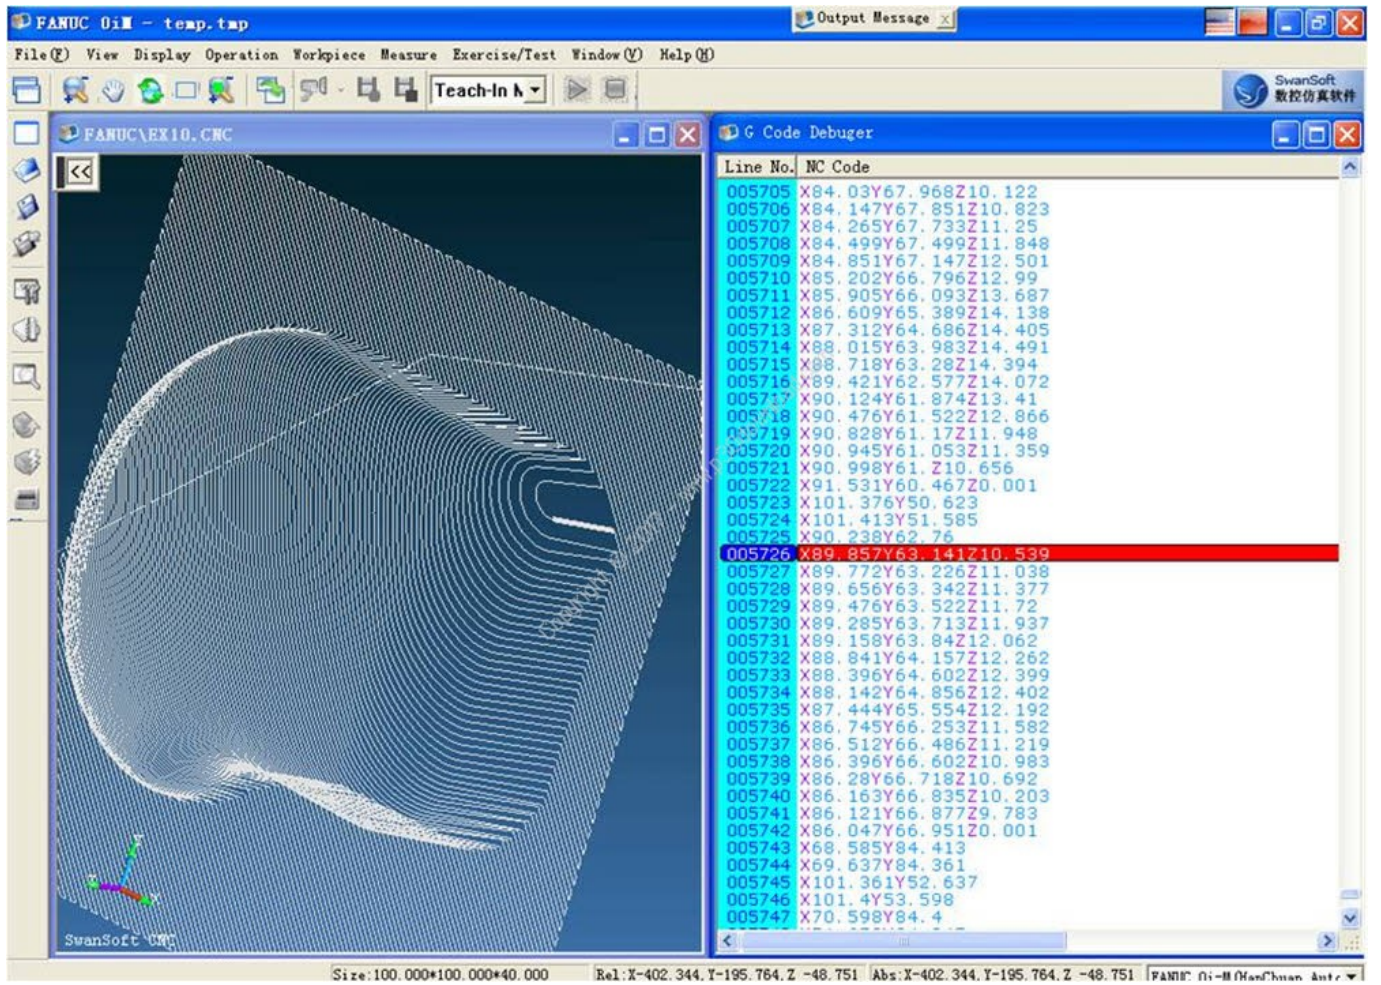 FANUC 0iM - temp.tmp
Output Message x
File(F) View Display Operation Workpiece Measure Exercise/Test Window(V) Help(H)
Teach-In M
SwanSoft
数控仿真软件
FANUC\EX10.CNC
<<
G Code Debuger
Line No. NC Code
005705 X84.03Y67.968Z10.122
005706 X84.147Y67.851Z10.823
005707 X84.265Y67.733Z11.25
005708 X84.499Y67.499Z11.848
005709 X84.851Y67.147Z12.501
005710 X85.202Y66.796Z12.99
005711 X85.905Y66.093Z13.687
005712 X86.609Y65.389Z14.138
005713 X87.312Y64.686Z14.405
005714 X88.015Y63.983Z14.491
005715 X88.718Y63.28Z14.394
005716 X89.421Y62.577Z14.072
005717 X90.124Y61.874Z13.41
005718 X90.476Y61.522Z12.866
005719 X90.828Y61.17Z11.948
005720 X90.945Y61.053Z11.359
005721 X90.998Y61.Z10.656
005722 X91.531Y60.467Z0.001
005723 X101.376Y50.623
005724 X101.413Y51.585
005725 X90.238Y62.76
005726 X89.857Y63.141Z10.539
005727 X89.772Y63.226Z11.038
005728 X89.656Y63.342Z11.377
005729 X89.476Y63.522Z11.72
005730 X89.285Y63.713Z11.937
005731 X89.158Y63.84Z12.062
005732 X88.841Y64.157Z12.262
005733 X88.396Y64.602Z12.399
005734 X88.142Y64.856Z12.402
005735 X87.444Y65.554Z12.192
005736 X86.745Y66.253Z11.582
005737 X86.512Y66.486Z11.219
005738 X86.396Y66.602Z10.983
005739 X86.28Y66.718Z10.692
005740 X86.163Y66.835Z10.203
005741 X86.121Y66.877Z9.783
005742 X86.047Y66.951Z0.001
005743 X68.585Y84.413
005744 X69.637Y84.361
005745 X101.361Y52.637
005746 X101.4Y53.598
005747 X70.598Y84.4
SwanSoft CNC
Size:100.000*100.000*40.000 Rel:X-402.344,Y-195.764,Z -48.751 Abs:X-402.344,Y-195.764,Z -48.751 FANUC 0i-M(HanChuan Auto